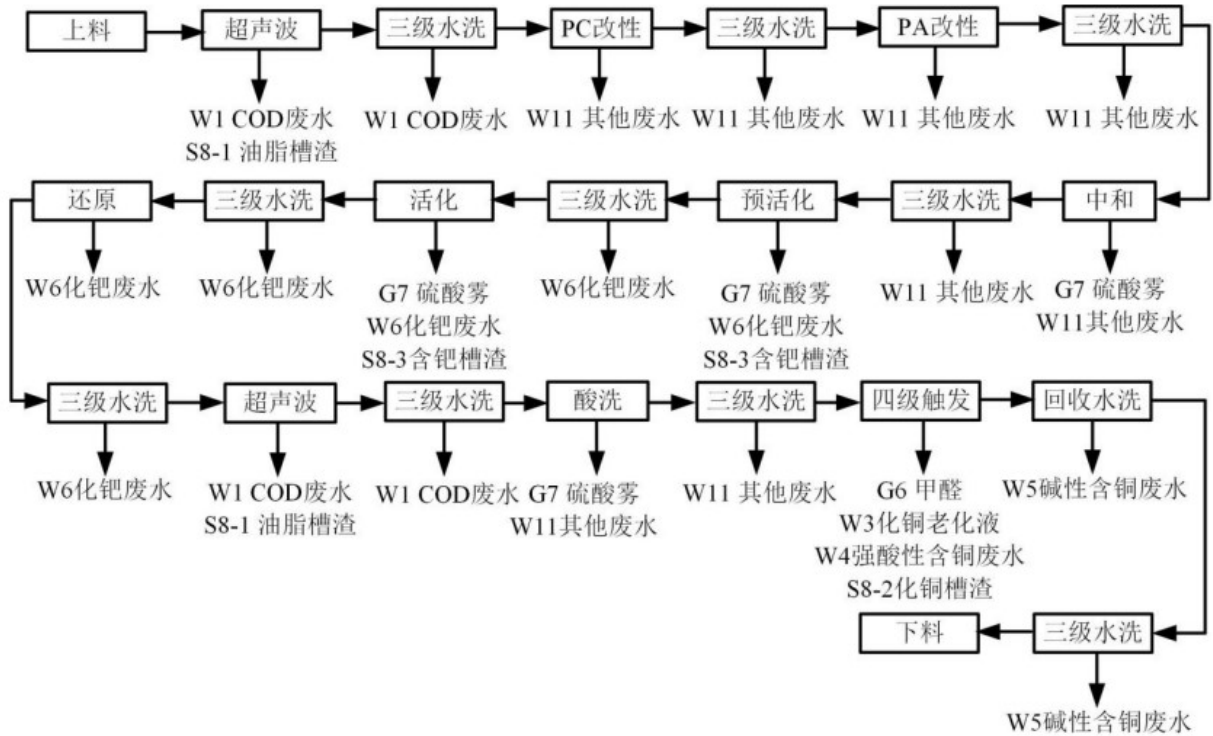 上料
超声波
三级水洗
PC改性
三级水洗
PA改性
三级水洗
W1 COD废水
S8-1 油脂槽渣
W1 COD废水
W11 其他废水
W11 其他废水
W11 其他废水
W11 其他废水
还原
三级水洗
活化
三级水洗
预活化
三级水洗
中和
W6化钯废水
W6化钯废水
G7 硫酸雾
W6化钯废水
S8-3含钯槽渣
W6化钯废水
G7 硫酸雾
W6化钯废水
S8-3含钯槽渣
W11 其他废水
G7 硫酸雾
W11其他废水
三级水洗
超声波
三级水洗
酸洗
三级水洗
四级触发
回收水洗
W6化钯废水
W1 COD废水
S8-1 油脂槽渣
W1 COD废水
G7 硫酸雾
W11其他废水
W11 其他废水
G6 甲醛
W3化铜老化液
W4强酸性含铜废水
S8-2化铜槽渣
W5碱性含铜废水
下料
三级水洗
W5碱性含铜废水